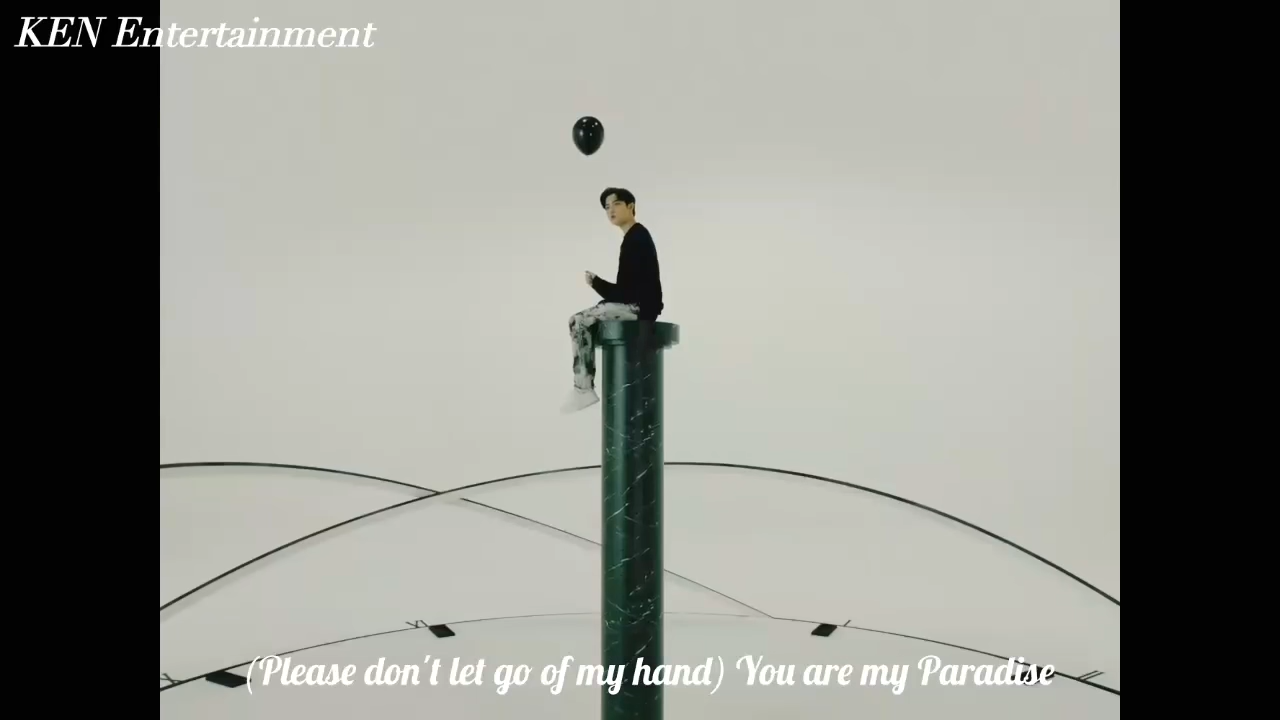 KEN Entertainment
(Please don't let go of my hand) You are my Paradise